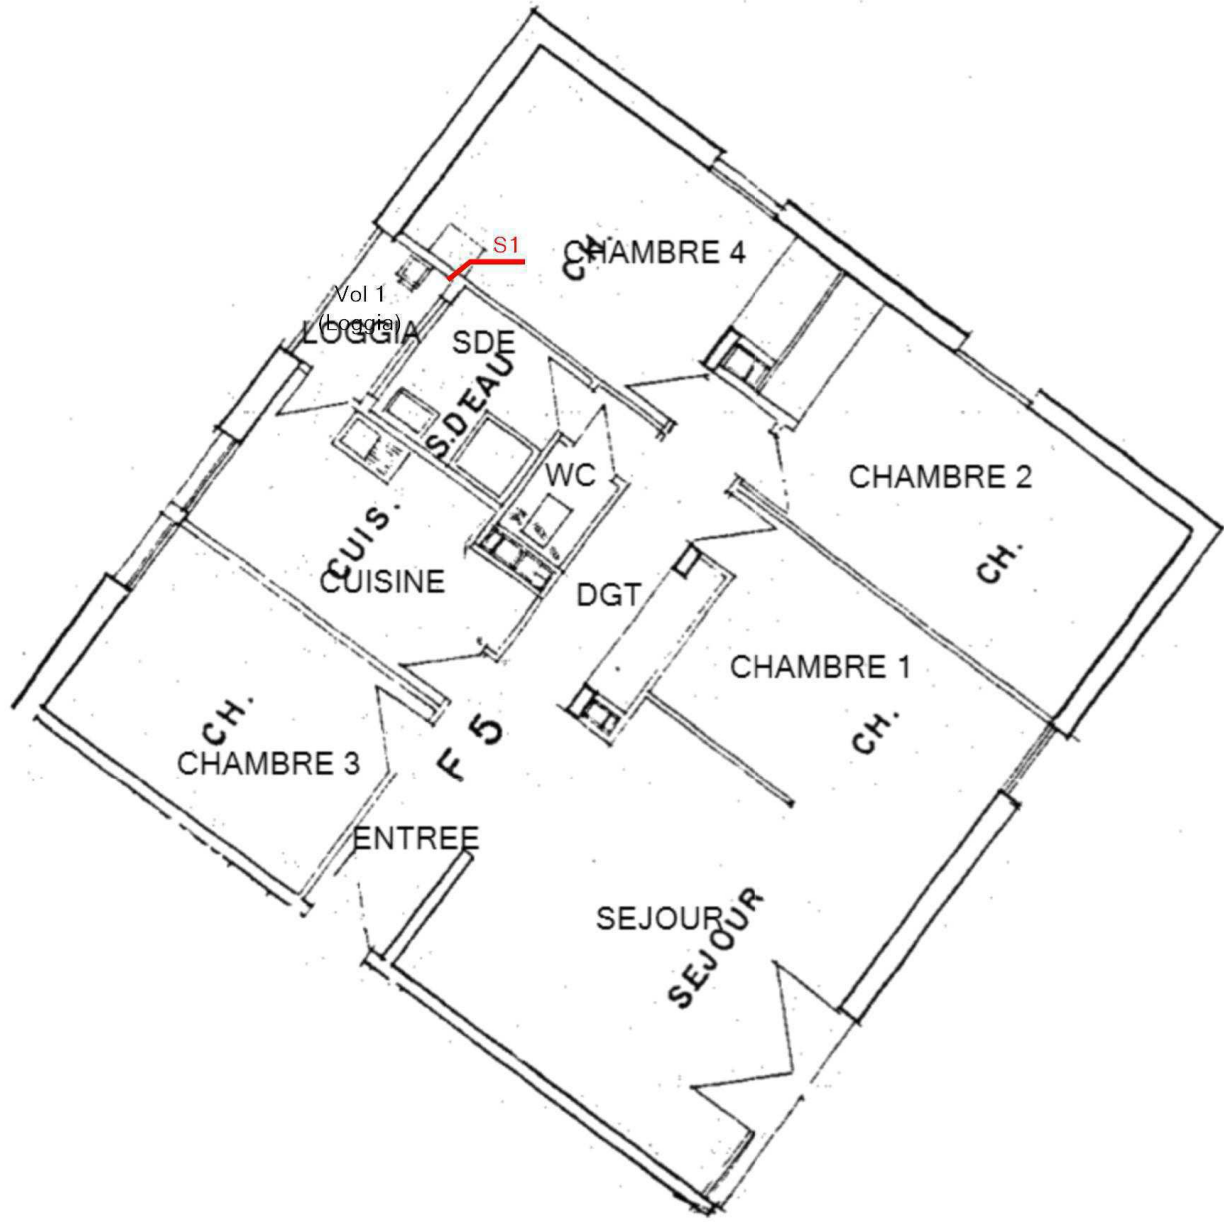 S1
CHAMBRE 4
CH.
Vol 1
(Loggia)
LOGGIA
SDE
S.D'EAU
WC
CHAMBRE 2
CH.
CUIS.
CUISINE
DGT
CHAMBRE 1
CH.
CH.
CHAMBRE 3
F 5
ENTREE
SEJOUR
SEJOUR